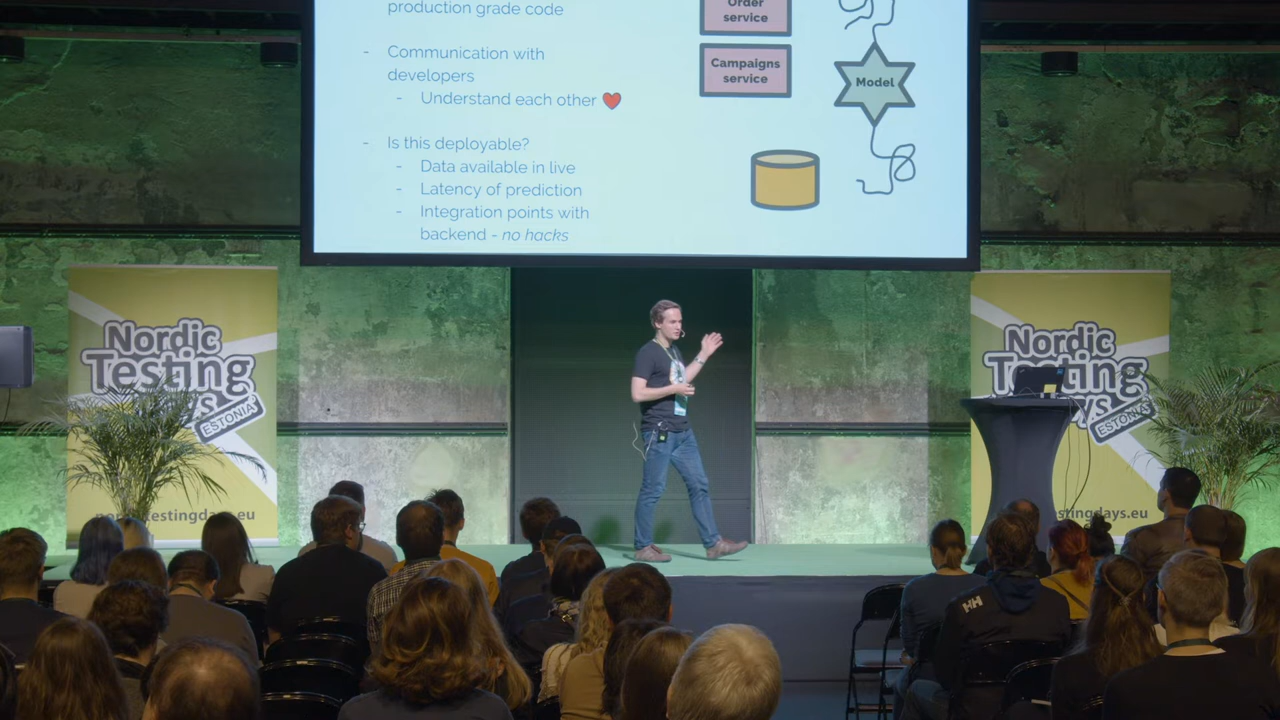 production grade code
- Communication with
developers
- Understand each other
- Is this deployable?
- Data available in live
- Latency of prediction
- Integration points with
backend - no hacks
Order
service
Campaigns
service
Model
Nordic
Testing
ESTONIA
testingdays.eu
Nordic
Testing
ESTONIA
HH